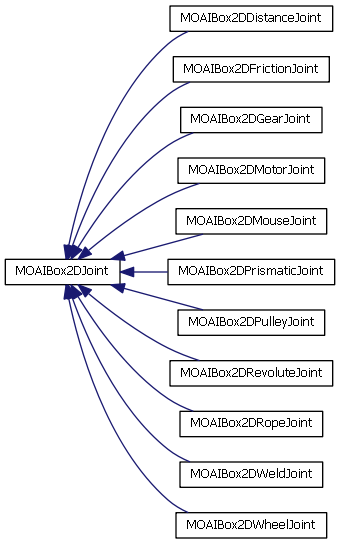 MOAIBox2DDistanceJoint
MOAIBox2DFrictionJoint
MOAIBox2DGearJoint
MOAIBox2DMotorJoint
MOAIBox2DMouseJoint
MOAIBox2DJoint
MOAIBox2DPrismaticJoint
MOAIBox2DPulleyJoint
MOAIBox2DRevoluteJoint
MOAIBox2DRopeJoint
MOAIBox2DWeldJoint
MOAIBox2DWheelJoint